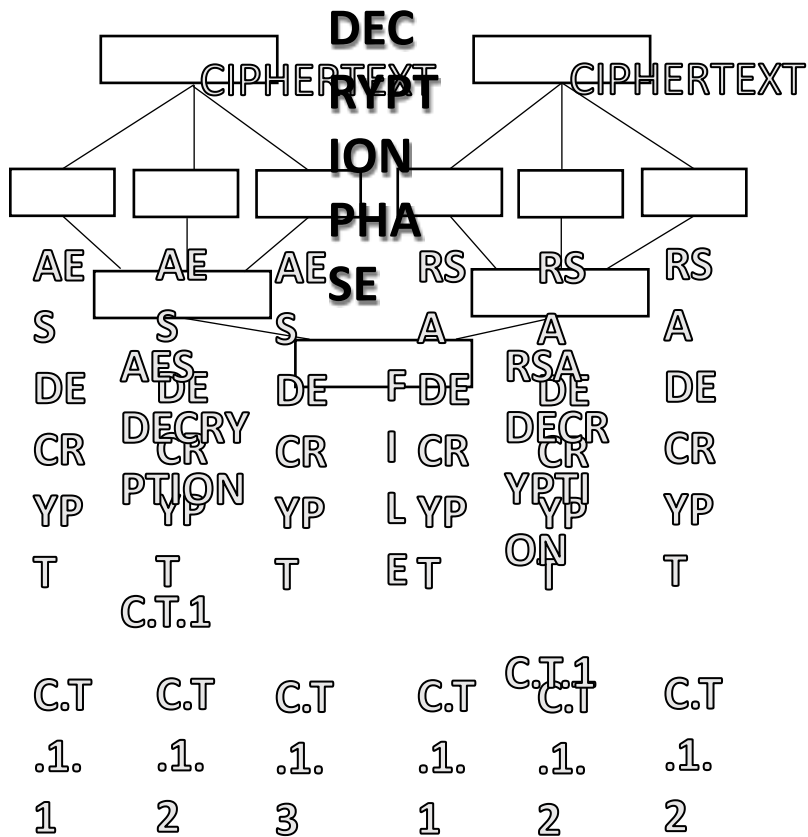 DEC
RYPT
ION
PHA
SE
CIPHERTEXT
CIPHERTEXT
AE
S
DE
CR
YP
T
C.T
.1.
1
AE
S
DE
CR
YP
T
C.T
.1.
2
AE
S
DE
CR
YP
T
C.T
.1.
3
RS
A
DE
CR
YP
T
C.T
.1.
1
RS
A
DE
CR
YP
T
C.T
.1.
2
RS
A
DE
CR
YP
T
C.T
.1.
2
AES
DECRY
PTION
C.T.1
RSA
DECR
YPTI
ON
C.T.1
F
I
L
E